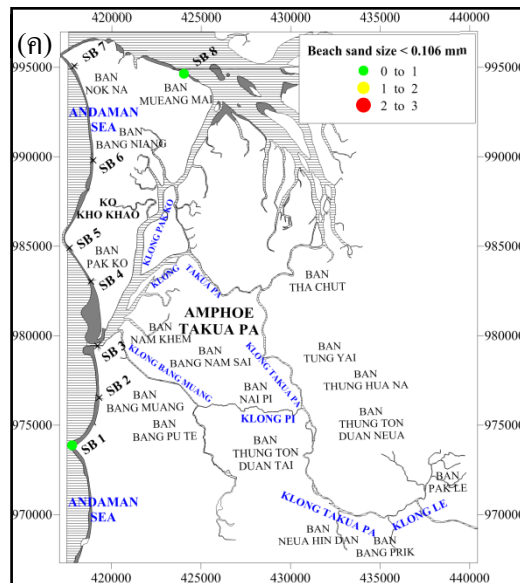 420000 425000 430000 435000 440000
(ค)
SB 7
SB 8
Beach sand size < 0.106 mm
0 to 1
1 to 2
2 to 3
995000
995000
BAN
NOK NA
BAN
MUEANG MAI
ANDAMAN
SEA
BAN
BANG NIANG
990000
990000
SB 6
KO
KHO KHAO
KLONG PAK KO
SB 5
985000
985000
BAN
PAK KO
SB 4
KLONG TAKUA PA
BAN
THA CHUT
AMPHOE
TAKUA PA
980000
980000
SB 3
BAN
NAM KHEM
BAN
BANG NAM SAI
KLONG TAKUA PA
BAN
TUNG YAI
BAN
THUNG HUA NA
SB 2
KLONG BANG MUANG
BAN
BANG MUANG
BAN
NAI PI
KLONG PI
975000
975000
SB 1
BAN
BANG PU TE
BAN
THUNG TON
DUAN NEUA
BAN
THUNG TON
DUAN TAI
BAN
PAK LE
ANDAMAN
SEA
970000
970000
KLONG TAKUA PA
KLONG LE
BAN
NEUA HIN DAN
BAN
BANG PRIK
420000 425000 430000 435000 440000